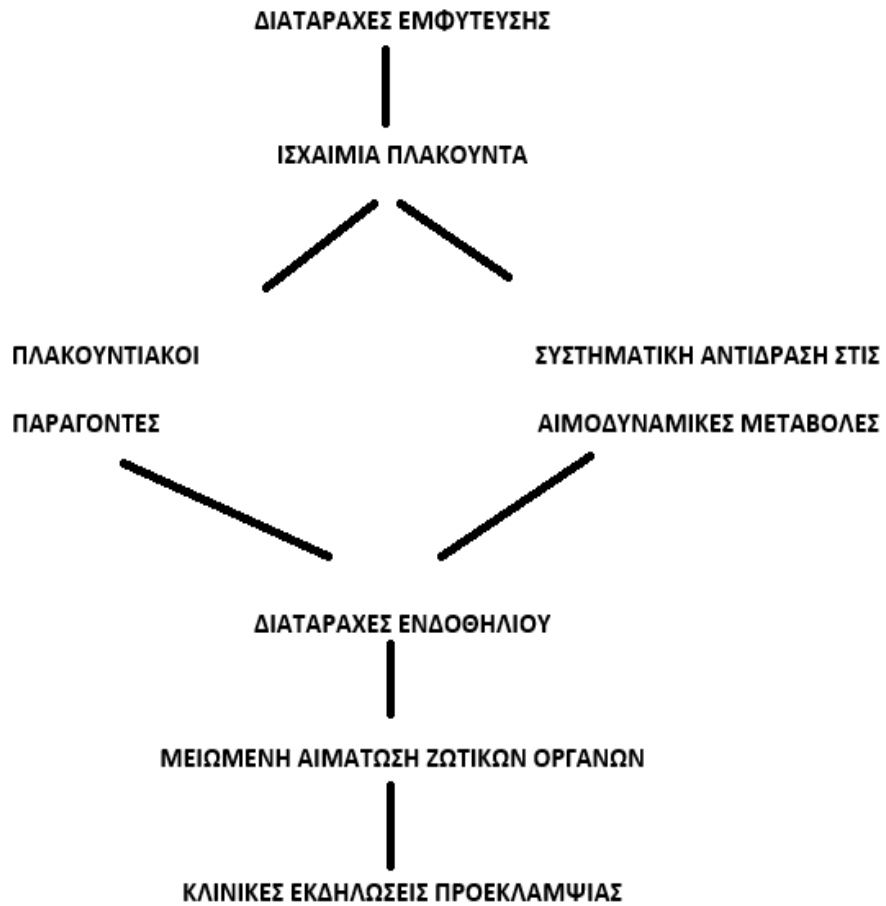 ΔΙΑΤΑΡΑΧΕΣ ΕΜΦΥΤΕΥΣΗΣ
ΙΣΧΑΙΜΙΑ ΠΛΑΚΟΥΝΤΑ
ΠΛΑΚΟΥΝΤΙΑΚΟΙ
ΠΑΡΑΓΟΝΤΕΣ
ΣΥΣΤΗΜΑΤΙΚΗ ΑΝΤΙΔΡΑΣΗ ΣΤΙΣ
ΑΙΜΟΔΥΝΑΜΙΚΕΣ ΜΕΤΑΒΟΛΕΣ
ΔΙΑΤΑΡΑΧΕΣ ΕΝΔΟΘΗΛΙΟΥ
ΜΕΙΩΜΕΝΗ ΑΙΜΑΤΩΣΗ ΖΩΤΙΚΩΝ ΟΡΓΑΝΩΝ
ΚΛΙΝΙΚΕΣ ΕΚΔΗΛΩΣΕΙΣ ΠΡΟΕΚΛΑΜΨΙΑΣ